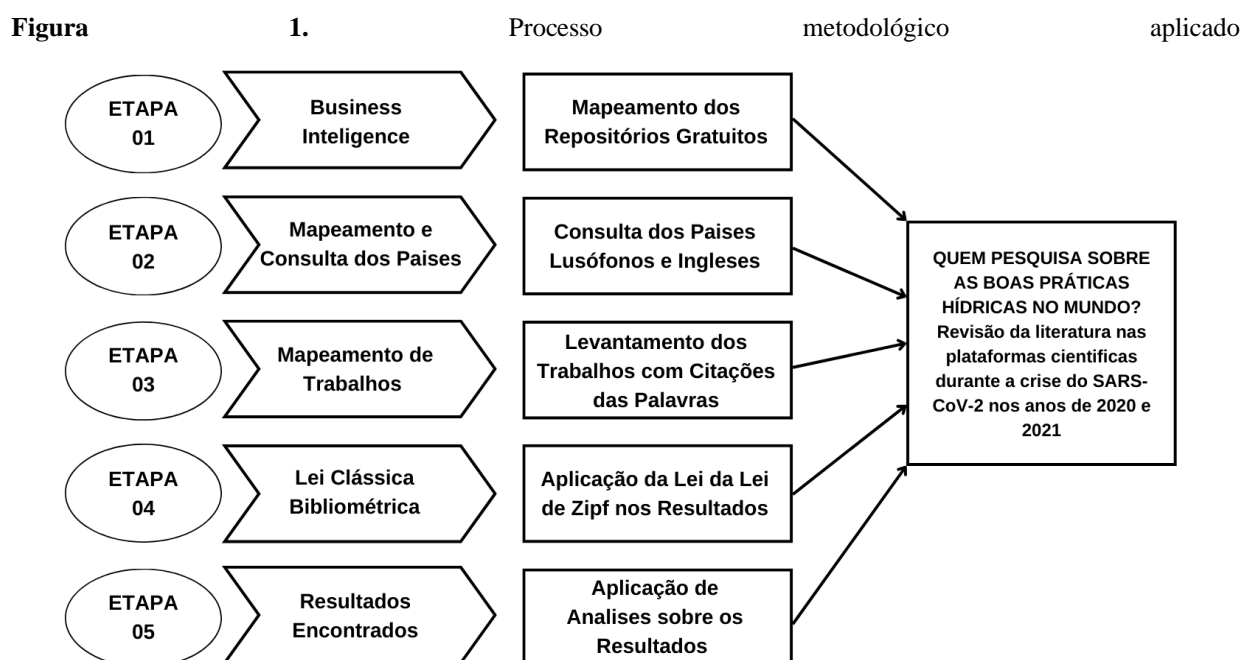 Figura 1. Processo metodológico aplicado
ETAPA
01
Business
Inteligence
Mapeamento dos
Repositórios Gratuitos
ETAPA
02
Mapeamento e
Consulta dos Paises
Consulta dos Paises
Lusófonos e Ingleses
ETAPA
03
Mapeamento de
Trabalhos
Levantamento dos
Trabalhos com Citações
das Palavras
ETAPA
04
Lei Clássica
Bibliométrica
Aplicação da Lei da Lei
de Zipf nos Resultados
ETAPA
05
Resultados
Encontrados
Aplicação de
Analises sobre os
Resultados
QUEM PESQUISA SOBRE
AS BOAS PRÁTICAS
HÍDRICAS NO MUNDO?
Revisão da literatura nas
plataformas cientificas
durante a crise do SARS-
CoV-2 nos anos de 2020 e
2021